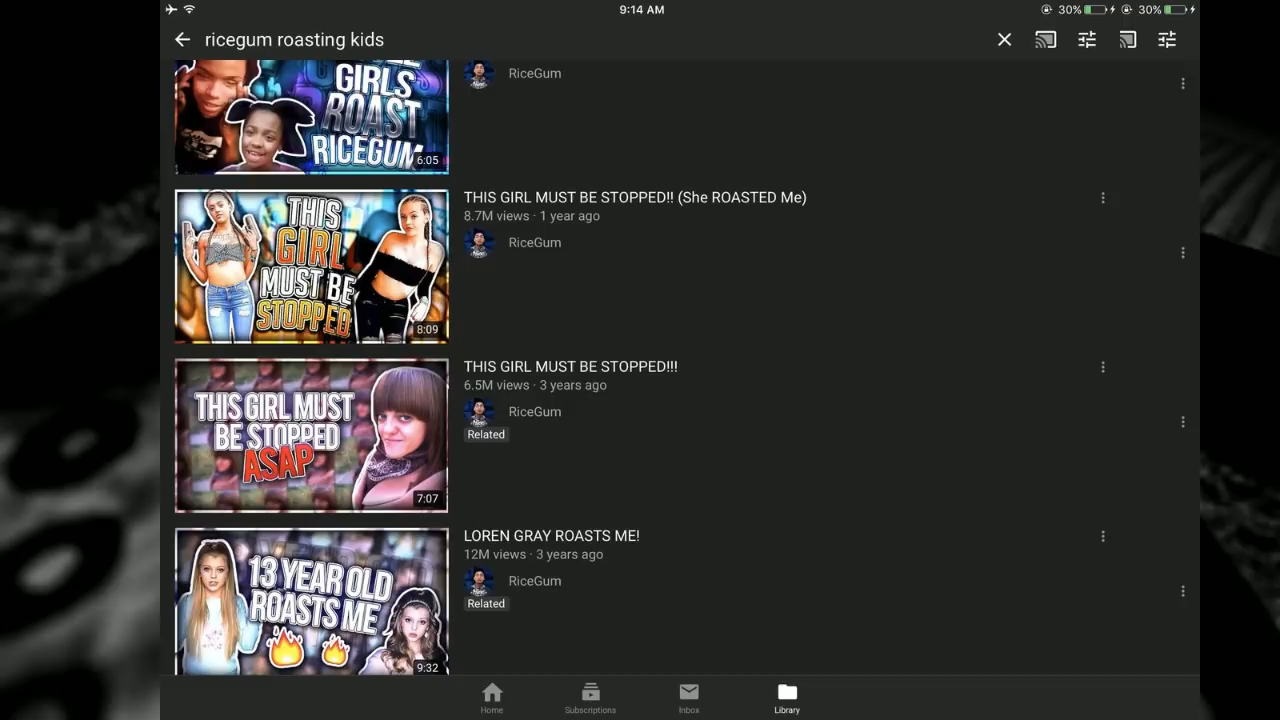 9:14 AM
30%
30%
ricegum roasting kids
GIRLS
ROAST
RICEGUM
6:05
RiceGum
THIS
GIRL
MUST BE
STOPPED
8:09
THIS GIRL MUST BE STOPPED!! (She ROASTED Me)
8.7M views · 1 year ago
RiceGum
THIS GIRL MUST
BE STOPPED
ASAP
7:07
THIS GIRL MUST BE STOPPED!!!
6.5M views · 3 years ago
RiceGum
Related
13 YEAR OLD
ROASTS ME
9:32
LOREN GRAY ROASTS ME!
12M views · 3 years ago
RiceGum
Related
Home
Subscriptions
Inbox
Library